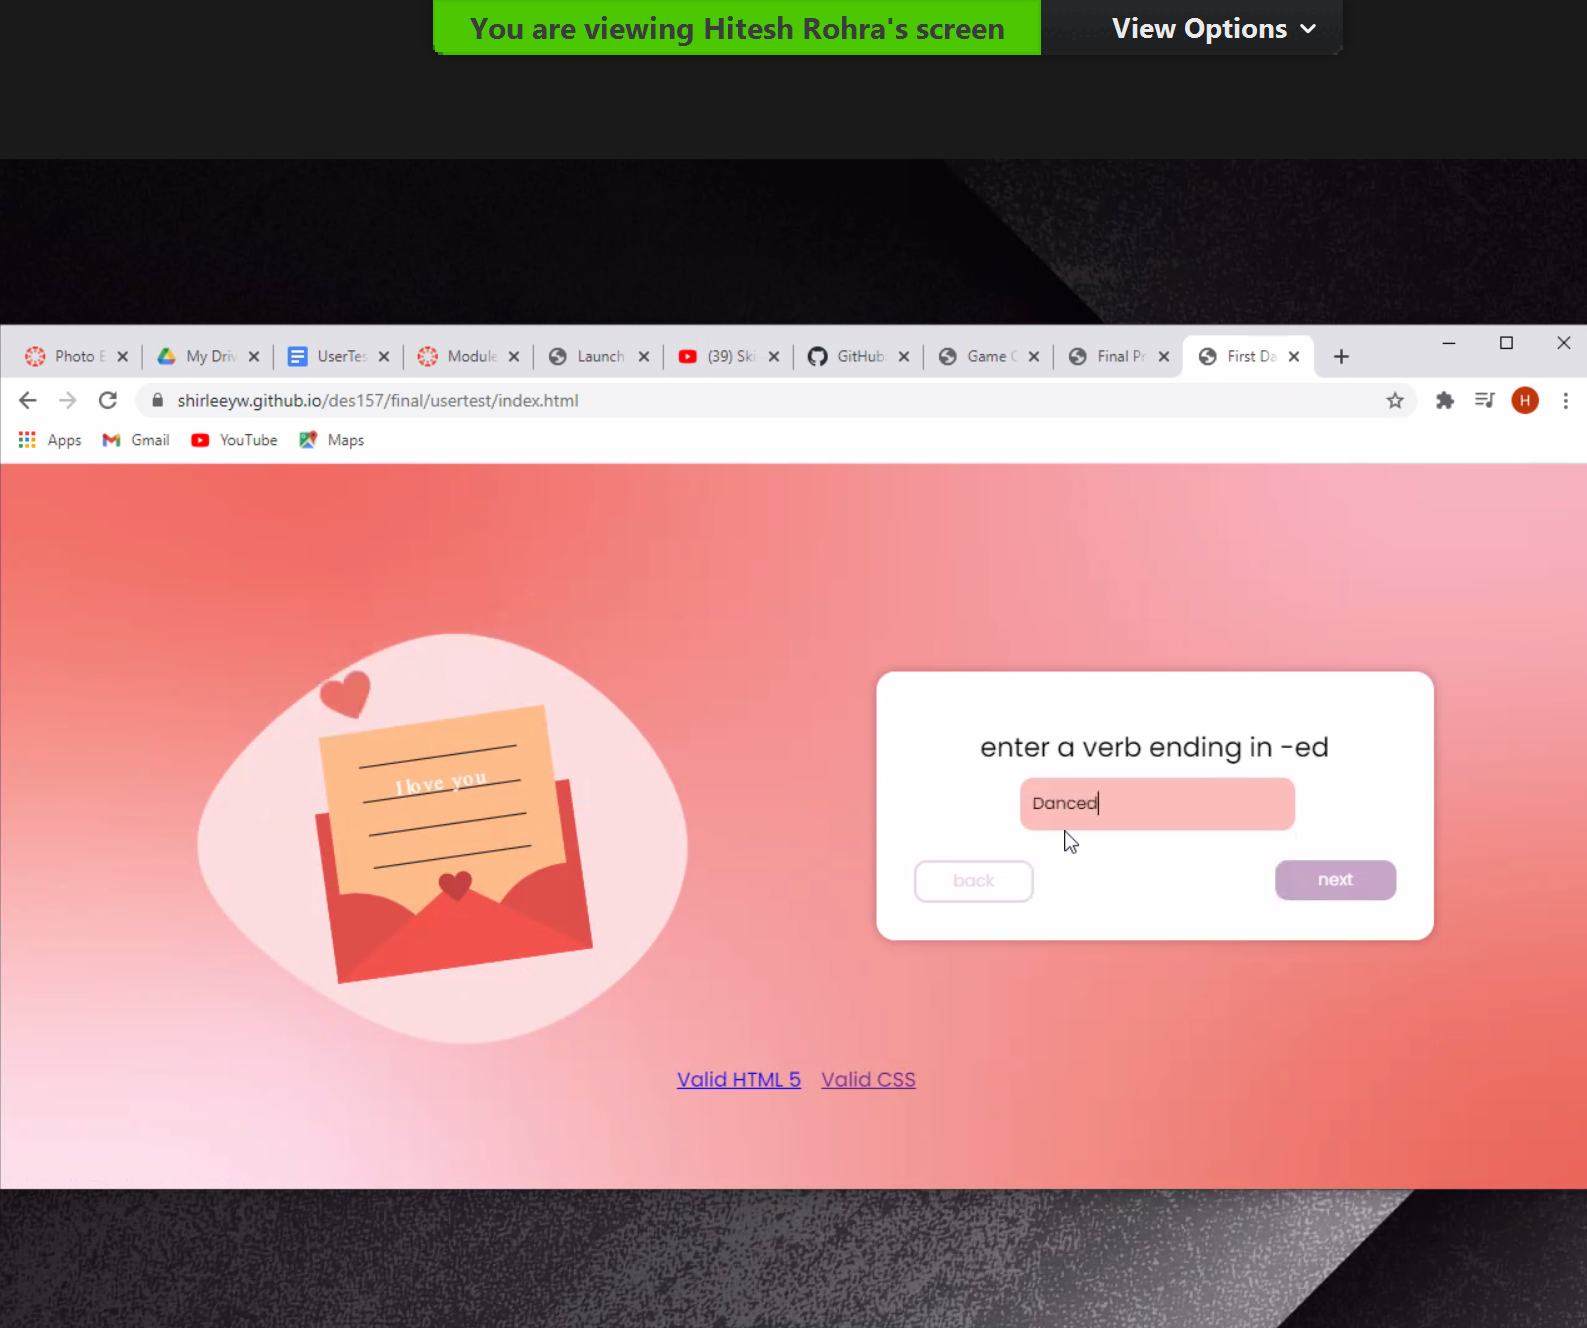 You are viewing Hitesh Rohra's screen View Options
Photo E My Driv UserTes Module Launch (39) Ski GitHub Game C Final Pr First Da
shirleeyw.github.io/des157/final/usertest/index.html H
Apps Gmail YouTube Maps
enter a verb ending in -ed
I love you
Danced
back next
Valid HTML 5 Valid CSS